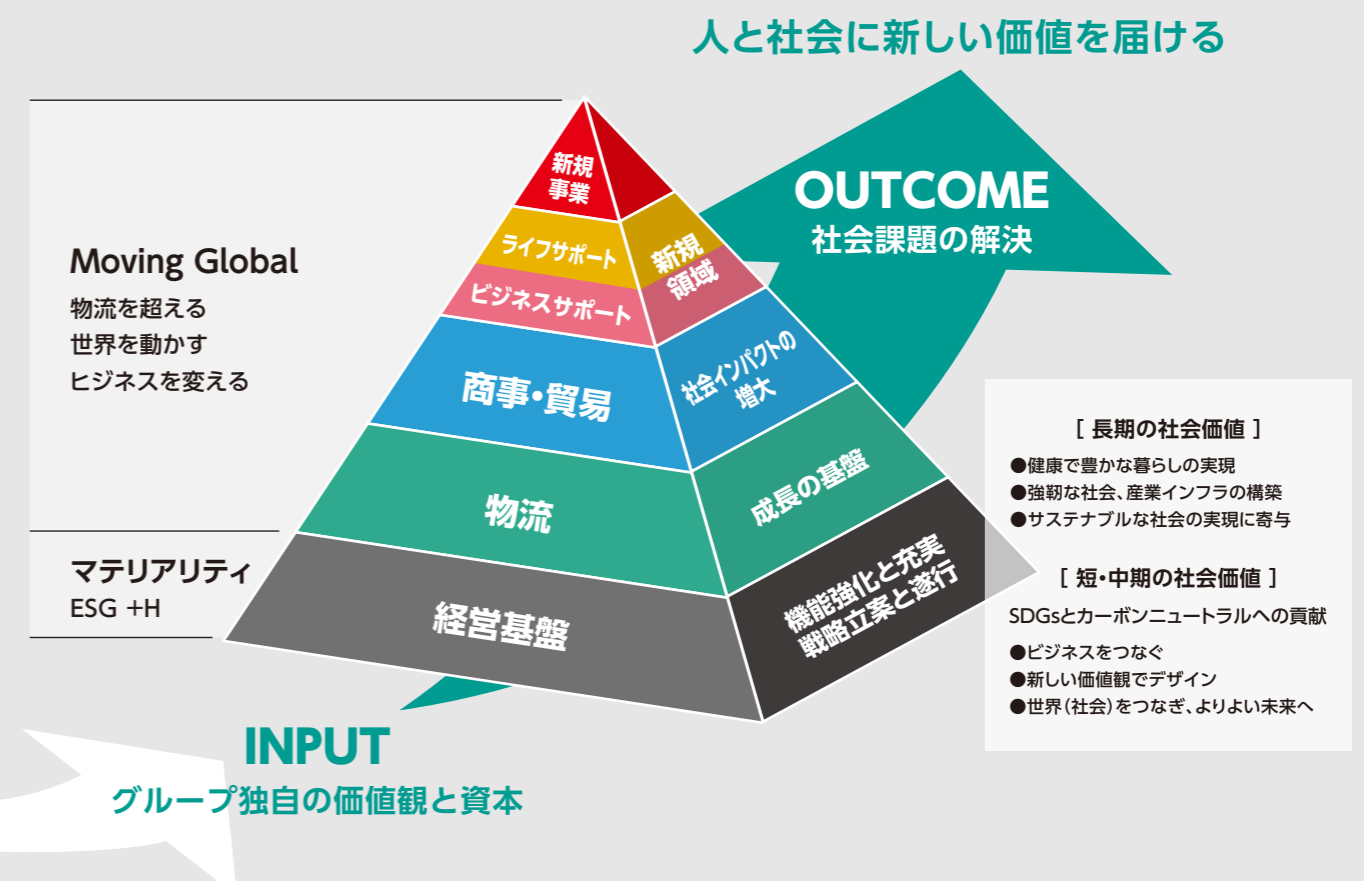 人と社会に新しい価値を届ける
OUTCOME
社会課題の解決
Moving Global
物流を超える
世界を動かす
ヒジネスを変える
マテリアリティ
ESG +H
新規
事業
ライフサポート
ビジネスサポート
商事・貿易
物流
経営基盤
新規
領域
社会インパクトの
増大
成長の基盤
機能強化と充実
戦略立案と遂行
[ 長期の社会価値 ]
●健康で豊かな暮らしの実現
●強靭な社会、産業インフラの構築
●サステナブルな社会の実現に寄与
[ 短・中期の社会価値 ]
SDGsとカーボンニュートラルへの貢献
●ビジネスをつなぐ
●新しい価値観でデザイン
●世界(社会)をつなぎ、よりよい未来へ
INPUT
グループ独自の価値観と資本